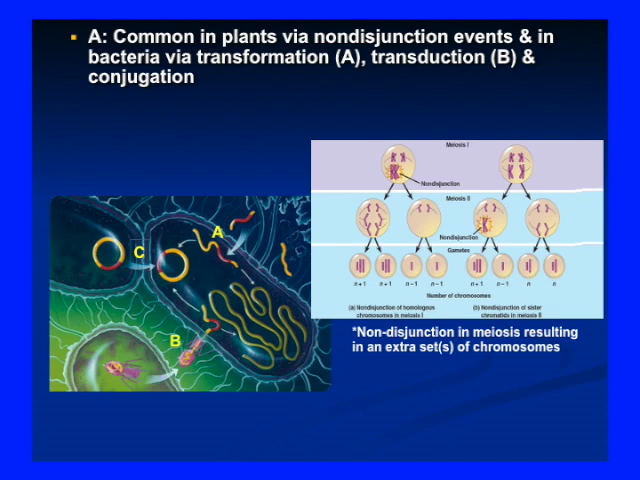 A: Common in plants via nondisjunction events & in
bacteria via transformation (A), transduction (B) &
conjugation
Meiosis I
Nondisjunction
Meiosis II
Nondisjunction
Gametes
n+1 n+1 n−1 n−1 n+1 n−1 n n
Number of chromosomes
(a) Nondisjunction of homologous
chromosomes in meiosis I
(b) Nondisjunction of sister
chromatids in meiosis II
A
C
B
*Non-disjunction in meiosis resulting
in an extra set(s) of chromosomes